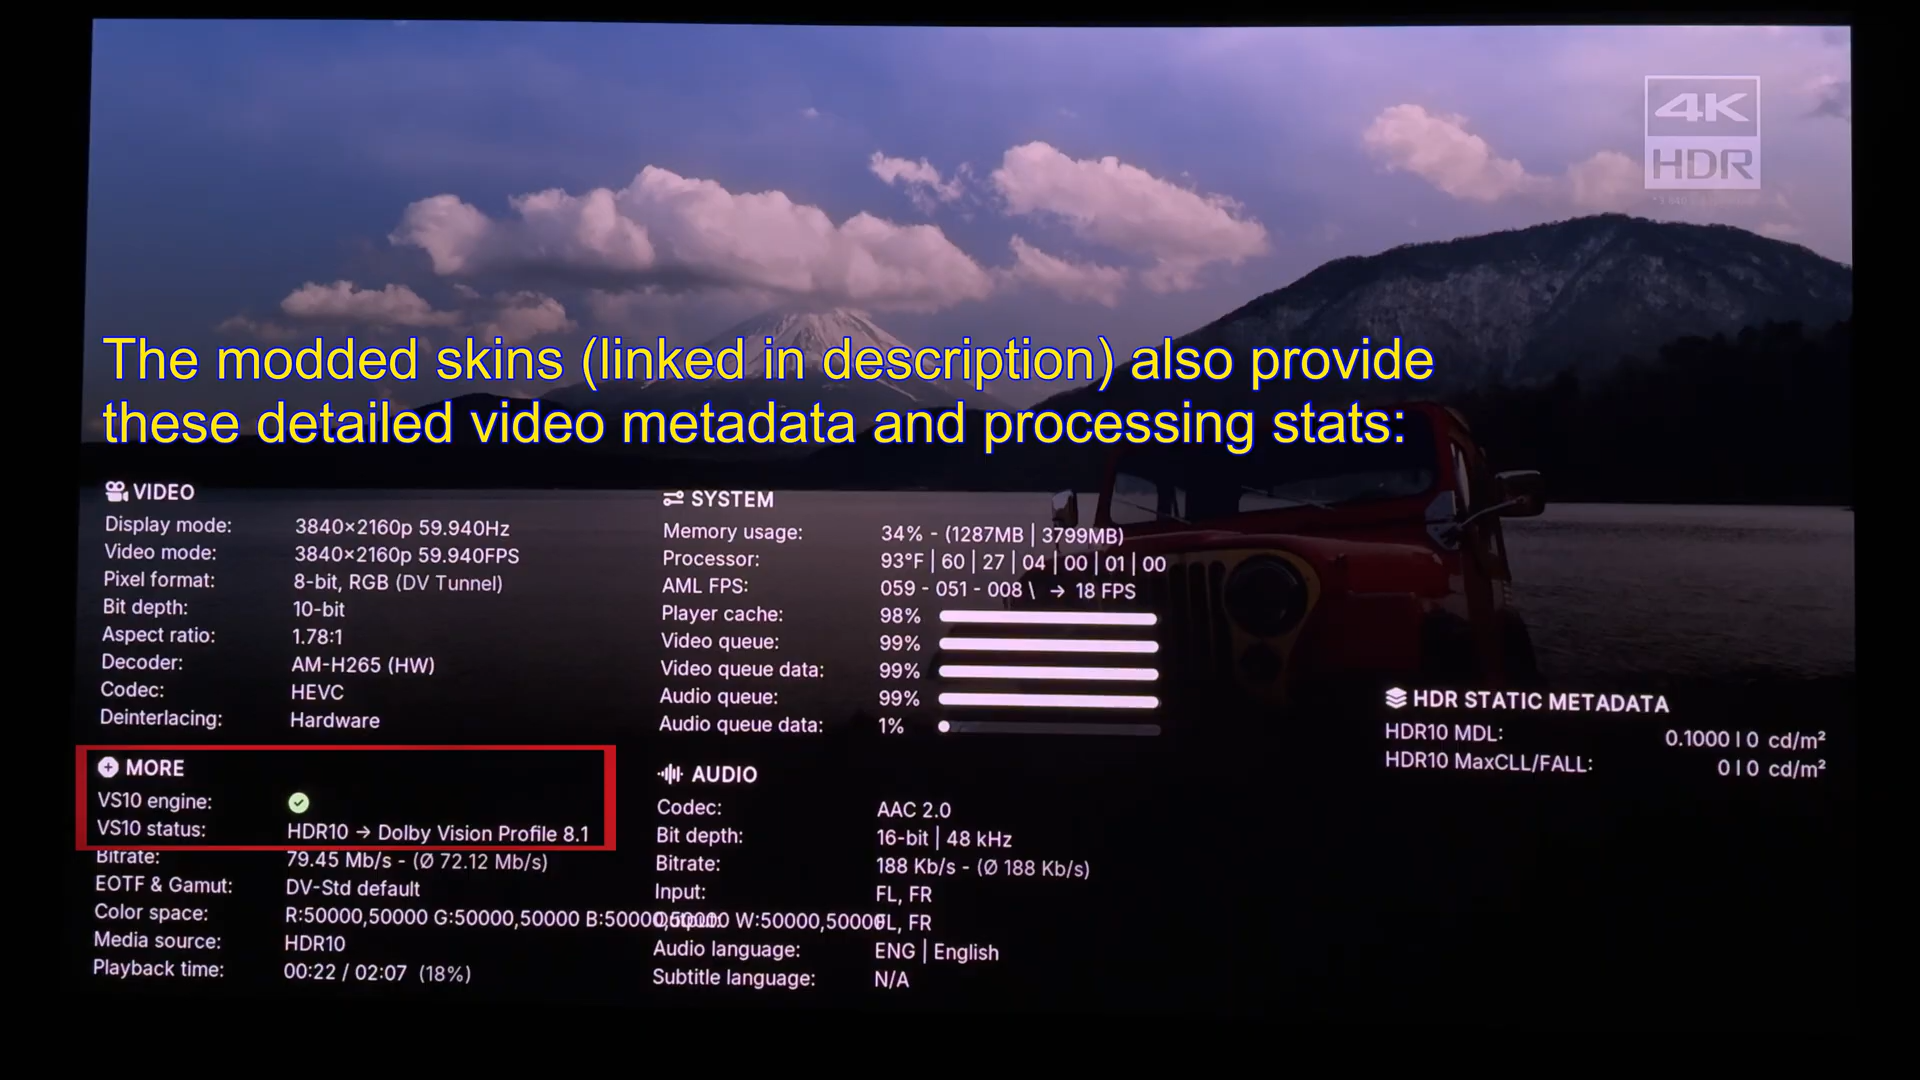 4K
HDR
The modded skins (linked in description) also provide
these detailed video metadata and processing stats:
VIDEO
Display mode: 3840×2160p 59.940Hz
Video mode: 3840×2160p 59.940FPS
Pixel format: 8-bit, RGB (DV Tunnel)
Bit depth: 10-bit
Aspect ratio: 1.78:1
Decoder: AM-H265 (HW)
Codec: HEVC
Deinterlacing: Hardware
MORE
VS10 engine:
VS10 status: HDR10 → Dolby Vision Profile 8.1
Bitrate: 79.45 Mb/s - (Ø 72.12 Mb/s)
EOTF & Gamut: DV-Std default
Color space: R:50000,50000 G:50000,50000 B:50000,50000 W:50000,50000
Media source: HDR10
Playback time: 00:22 / 02:07 (18%)
SYSTEM
Memory usage: 34% - (1287MB | 3799MB)
Processor: 93°F | 60 | 27 | 04 | 00 | 01 | 00
AML FPS: 059 - 051 - 008 \ → 18 FPS
Player cache: 98%
Video queue: 99%
Video queue data: 99%
Audio queue: 99%
Audio queue data: 1%
AUDIO
Codec: AAC 2.0
Bit depth: 16-bit | 48 kHz
Bitrate: 188 Kb/s - (Ø 188 Kb/s)
Input: FL, FR
FL, FR
Audio language: ENG | English
Subtitle language: N/A
HDR STATIC METADATA
HDR10 MDL: 0.1000 | 0 cd/m²
HDR10 MaxCLL/FALL: 0 | 0 cd/m²